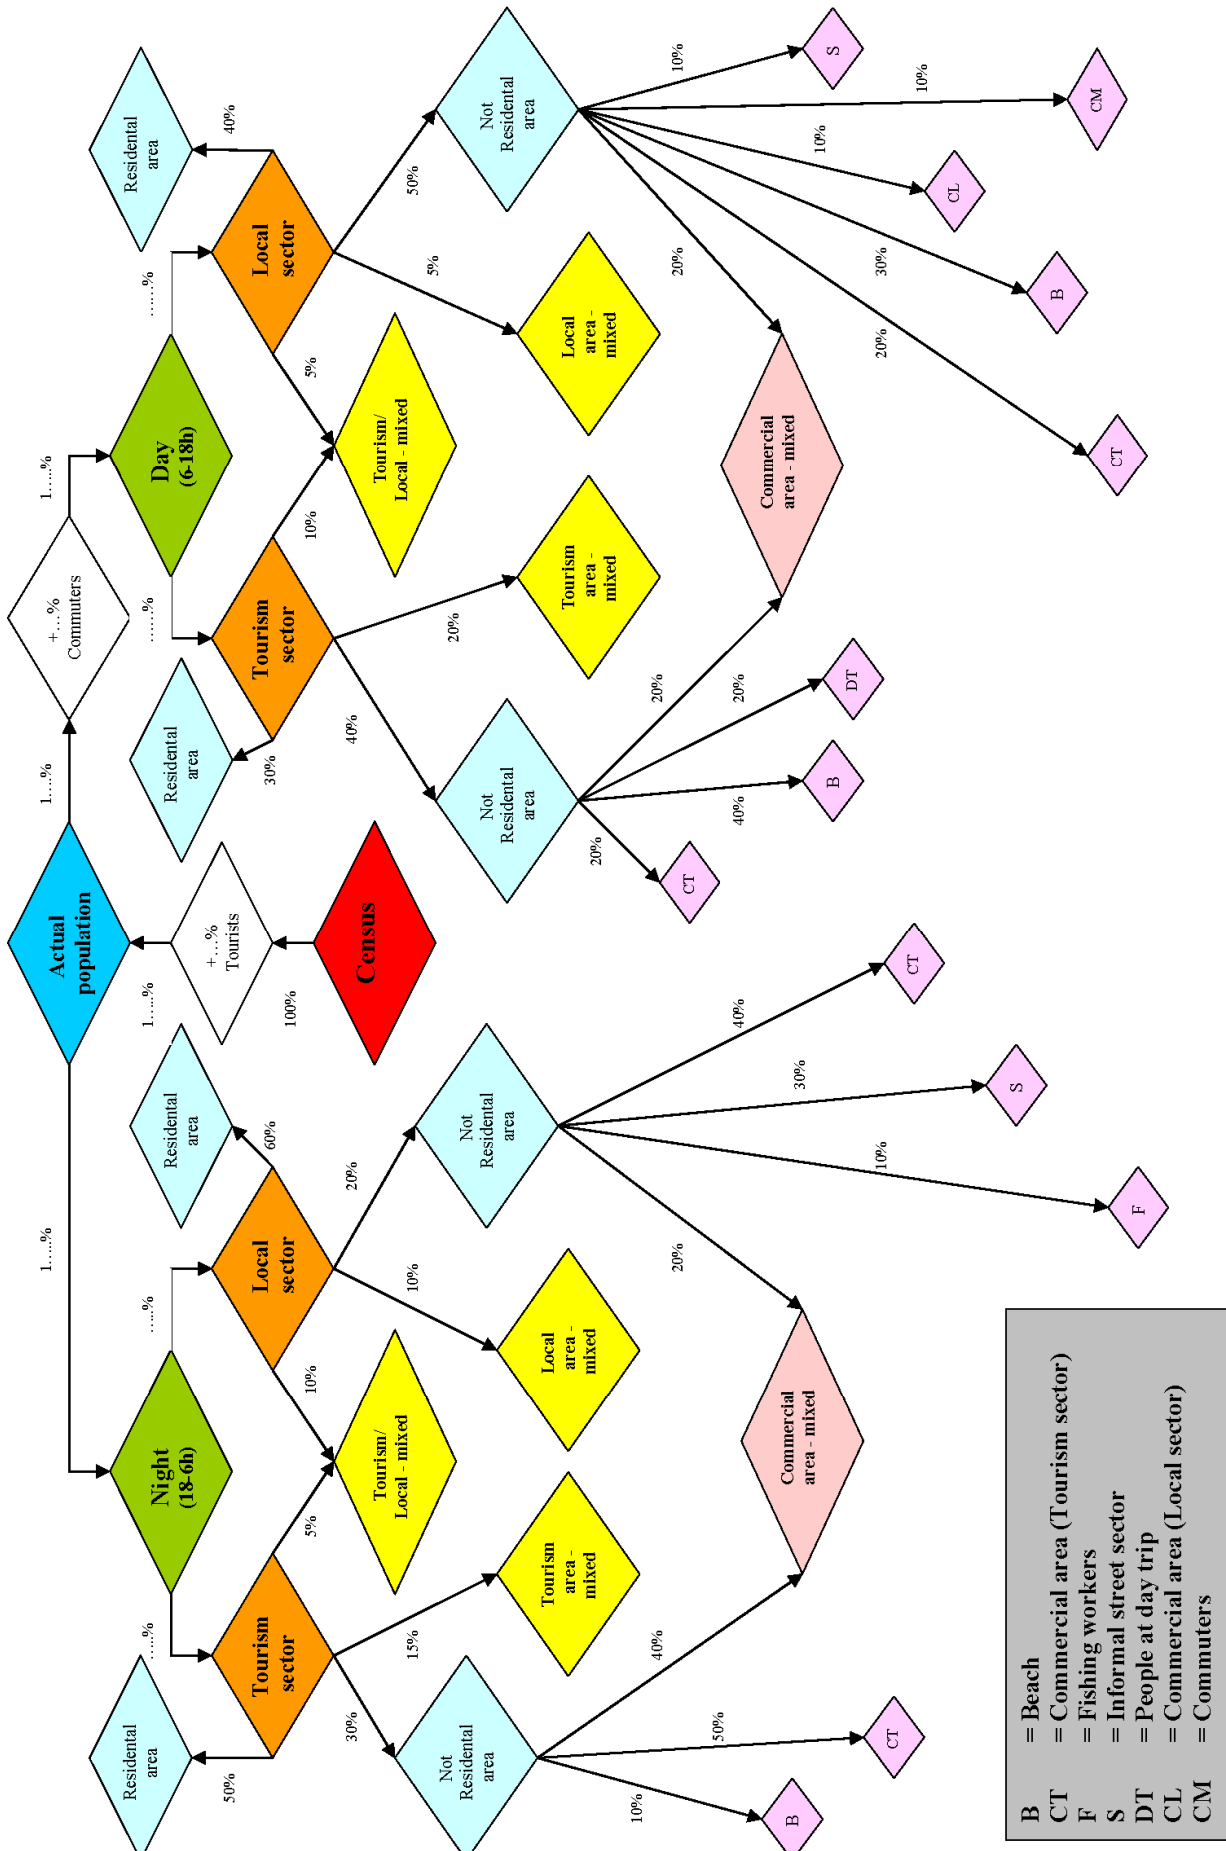 Actual
population
1.....%
1....%
+...%
Commuters
1.....%
1.....%
+...%
Tourists
100%
Census
Night
(18-6h)
.....%
.....%
Residental
area
50%
Tourism
sector
5%
15%
30%
Residental
area
60%
Local
sector
10%
10%
20%
Tourism/
Local - mixed
Tourism
area -
mixed
Local
area -
mixed
Not
Residental
area
10%
50%
40%
B
CT
Not
Residental
area
20%
10%
30%
40%
Commercial
area - mixed
F
S
CT
Day
(6-18h)
......%
......%
Residental
area
30%
Tourism
sector
10%
20%
40%
Residental
area
40%
Local
sector
5%
5%
50%
Tourism/
Local - mixed
Tourism
area -
mixed
Local
area -
mixed
Not
Residental
area
20%
40%
20%
20%
CT
B
DT
Not
Residental
area
20%
20%
30%
10%
10%
10%
Commercial
area - mixed
CT
B
CL
CM
S
B = Beach
CT = Commercial area (Tourism sector)
F = Fishing workers
S = Informal street sector
DT = People at day trip
CL = Commercial area (Local sector)
CM = Commuters